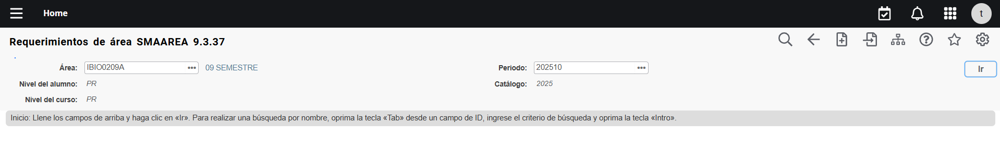 Home
t
Requerimientos de área SMAAREA 9.3.37
Área: IBIO0209A ••• 09 SEMESTRE Periodo: 202510 ••• Ir
Nivel del alumno: PR Catálogo: 2025
Nivel del curso: PR
Inicio: Llene los campos de arriba y haga clic en «Ir». Para realizar una búsqueda por nombre, oprima la tecla «Tab» desde un campo de ID, ingrese el criterio de búsqueda y oprima la tecla «Intro».